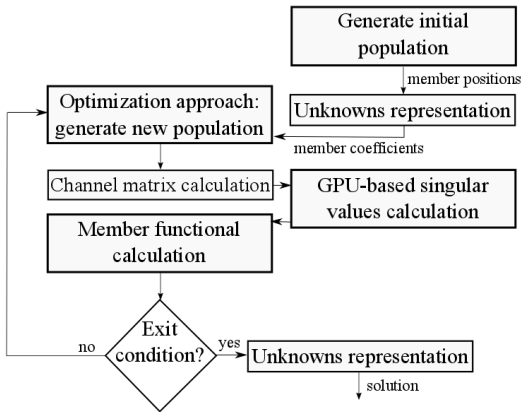 Generate initial
population
member positions
Unknowns representation
member coefficients
Optimization approach:
generate new population
Channel matrix calculation
GPU-based singular
values calculation
Member functional
calculation
Exit
condition?
no
yes
Unknowns representation
solution